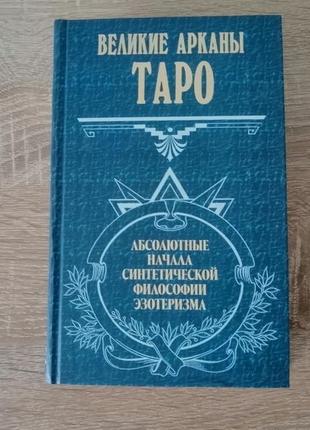 ВЕЛИКИЕ АРКАНЫ
ТАРО
АБСОЛЮТНЫЕ
НАЧАЛА
СИНТЕТИЧЕСКОЙ
ФИЛОСОФИИ
ЭЗОТЕРИЗМА